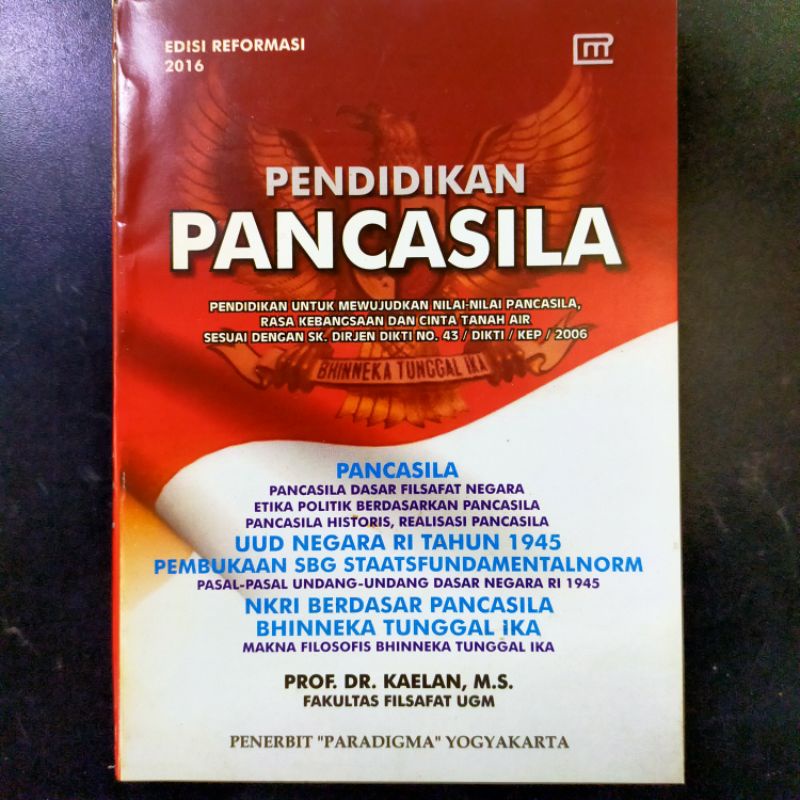 EDISI REFORMASI
2016
m
PENDIDIKAN
PANCASILA
PENDIDIKAN UNTUK MEWUJUDKAN NILAI-NILAI PANCASILA,
RASA KEBANGSAAN DAN CINTA TANAH AIR
SESUAI DENGAN SK. DIRJEN DIKTI NO. 43 / DIKTI / KEP / 2006
BHINNEKA TUNGGAL IKA
PANCASILA
PANCASILA DASAR FILSAFAT NEGARA
ETIKA POLITIK BERDASARKAN PANCASILA
PANCASILA HISTORIS, REALISASI PANCASILA
UUD NEGARA RI TAHUN 1945
PEMBUKAAN SBG STAATSFUNDAMENTALNORM
PASAL-PASAL UNDANG-UNDANG DASAR NEGARA RI 1945
NKRI BERDASAR PANCASILA
BHINNEKA TUNGGAL iKA
MAKNA FILOSOFIS BHINNEKA TUNGGAL IKA
PROF. DR. KAELAN, M.S.
FAKULTAS FILSAFAT UGM
PENERBIT "PARADIGMA" YOGYAKARTA